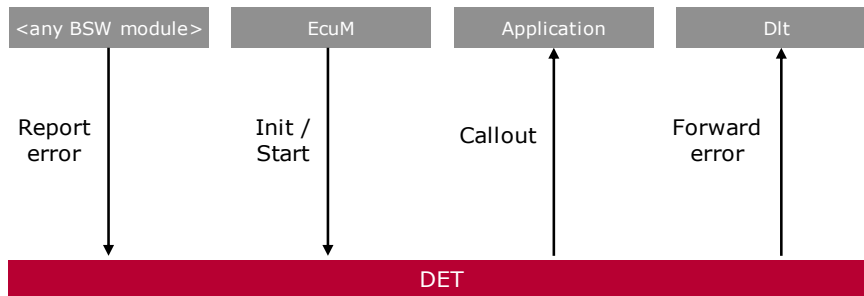 <any BSW module>
EcuM
Application
Dlt
Report
error
Init /
Start
Callout
Forward
error
DET